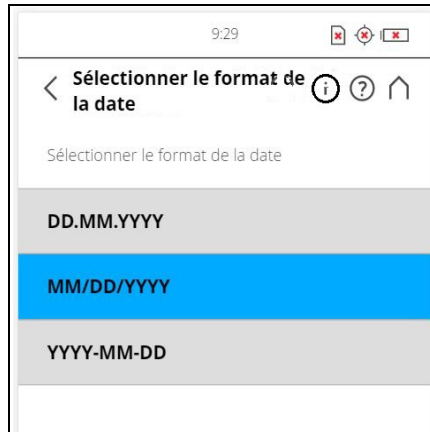 9:29
Sélectionner le format de
la date
Sélectionner le format de la date
DD.MM.YYYY
MM/DD/YYYY
YYYY-MM-DD